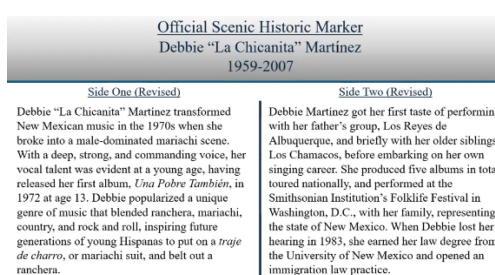 Official Scenic Historic Marker
Debbie “La Chicanita” Martínez
1959-2007
Side One (Revised)
Debbie “La Chicanita” Martínez transformed
New Mexican music in the 1970s when she
broke into a male-dominated mariachi scene.
With a deep, strong, and commanding voice, her
vocal talent was evident at a young age, having
released her first album, Una Pobre También, in
1972 at age 13. Debbie popularized a unique
genre of music that blended ranchera, mariachi,
country, and rock and roll, inspiring future
generations of young Hispanas to put on a traje
de charro, or mariachi suit, and belt out a
ranchera.
Side Two (Revised)
Debbie Martínez got her first taste of performin
with her father’s group, Los Reyes de
Albuquerque, and briefly with her older siblings
Los Chamacos, before embarking on her own
singing career. She produced five albums in tota
toured nationally, and performed at the
Smithsonian Institution’s Folklife Festival in
Washington, D.C., with her family, representing
the state of New Mexico. When Debbie lost her
hearing in 1983, she earned her law degree from
the University of New Mexico and opened an
immigration law practice.